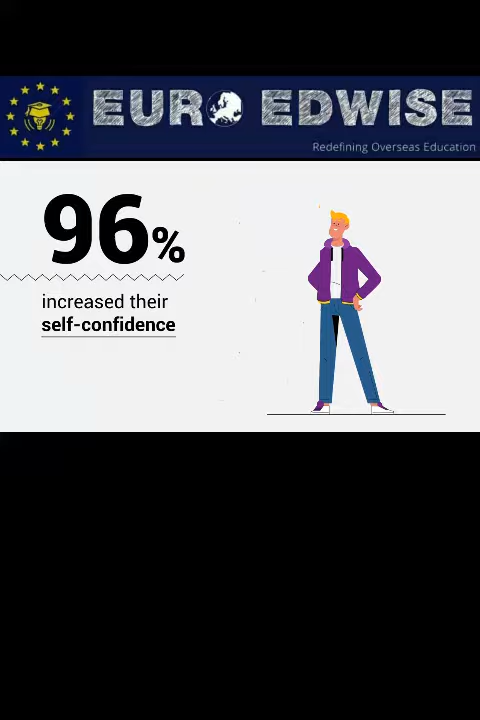 EURO EDWISE
Redefining Overseas Education
96%
increased their
self-confidence